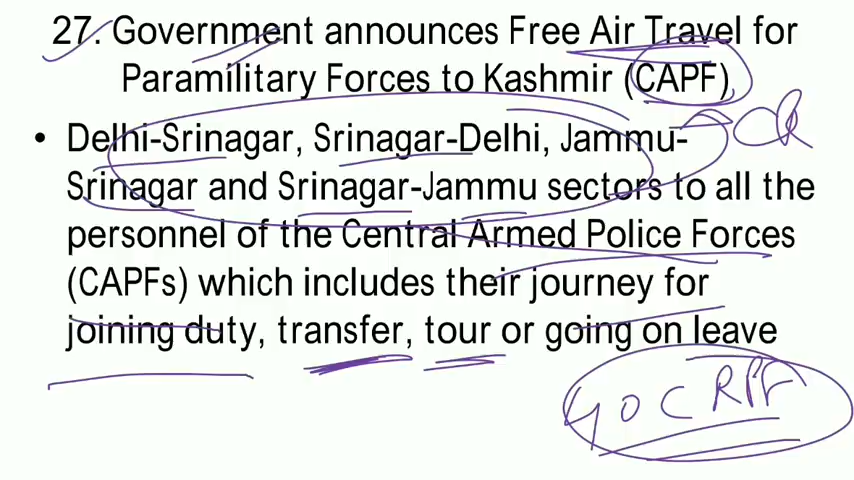 27. Government announces Free Air Travel for
Paramilitary Forces to Kashmir (CAPF)
• Delhi-Srinagar, Srinagar-Delhi, Jammu-
Srinagar and Srinagar-Jammu sectors to all the
personnel of the Central Armed Police Forces
(CAPFs) which includes their journey for
joining duty, transfer, tour or going on leave
40 CRPF